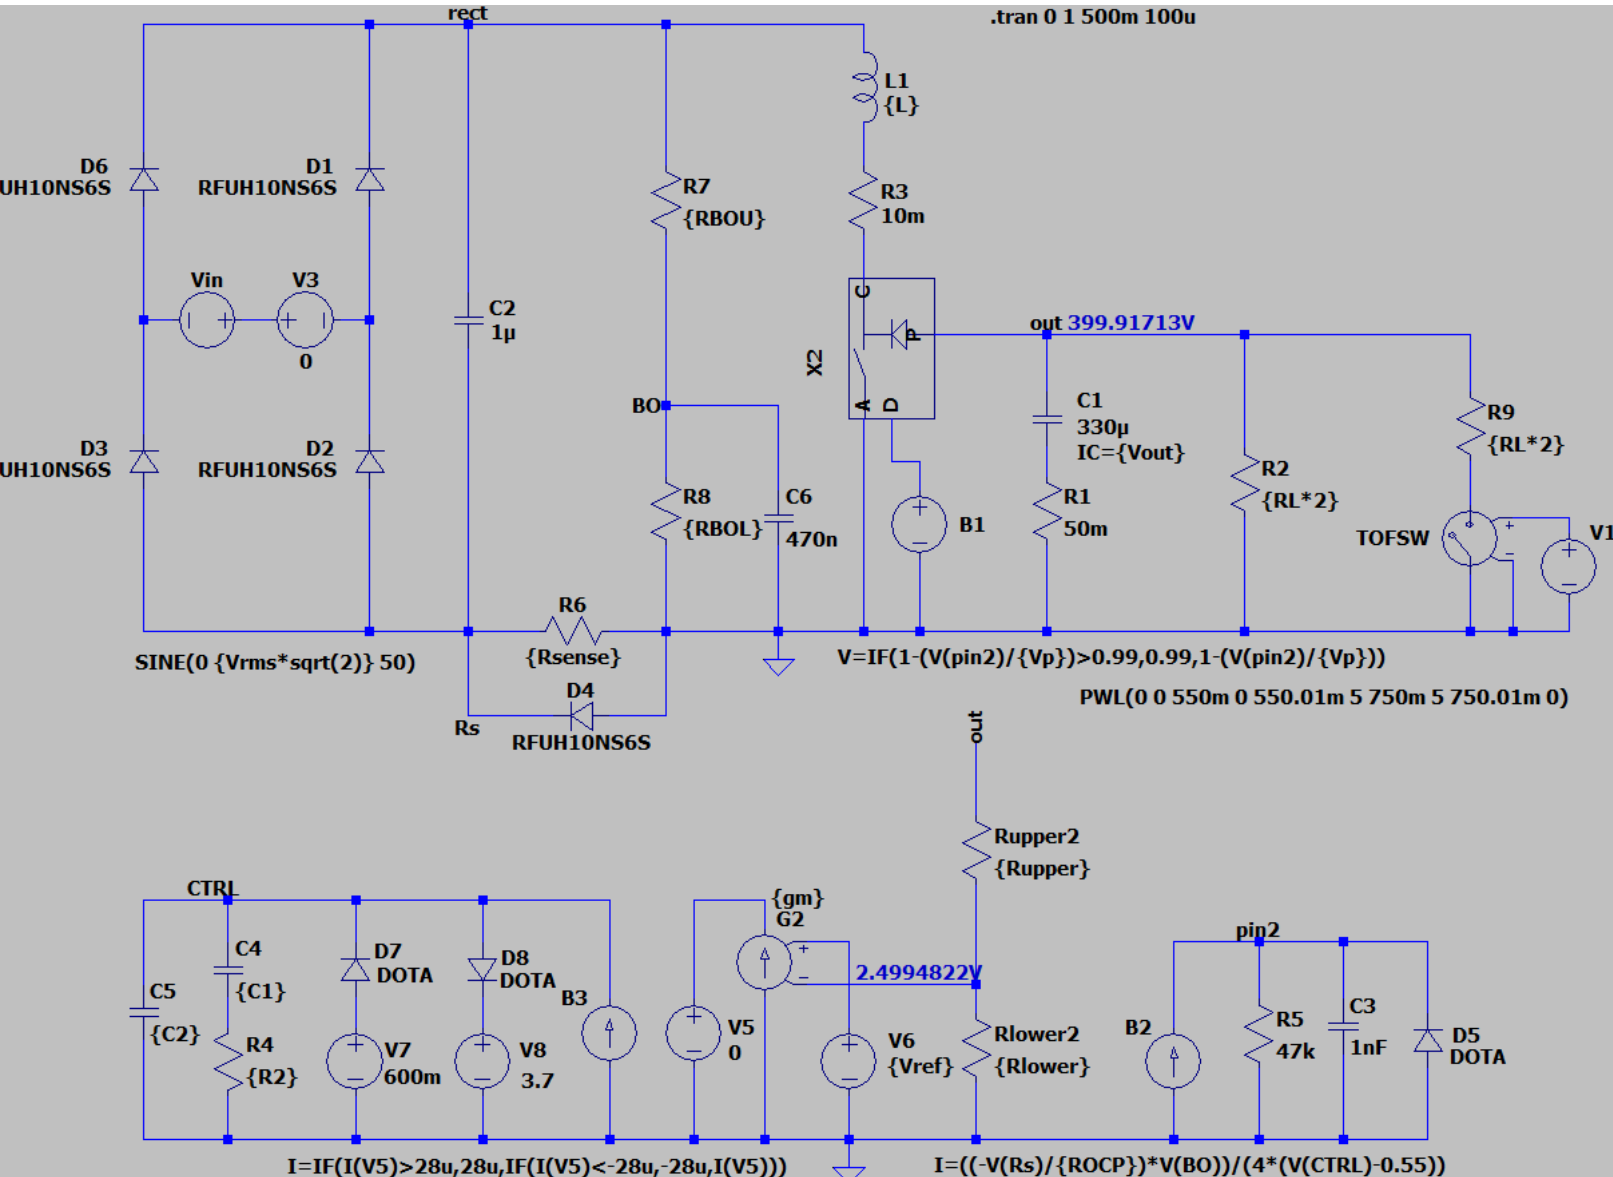 rect
.tran 0 1 500m 100u
L1
{L}
D6
UH10NS6S
D1
RFUH10NS6S
R7
{RBOU}
R3
10m
Vin
V3
0
C2
1µ
C
P
A
D
X2
out 399.91713V
BO
C1
330µ
IC={Vout}
R9
{RL*2}
D3
UH10NS6S
D2
RFUH10NS6S
R8
{RBOL}
C6
470n
B1
R1
50m
R2
{RL*2}
TOFSW
V1
R6
{Rsense}
SINE(0 {Vrms*sqrt(2)} 50)
V=IF(1-(V(pin2)/{Vp})>0.99,0.99,1-(V(pin2)/{Vp}))
D4
RFUH10NS6S
Rs
PWL(0 0 550m 0 550.01m 5 750m 5 750.01m 0)
out
Rupper2
{Rupper}
CTRL
{gm}
G2
pin2
C4
{C1}
D7
DOTA
D8
DOTA
B3
2.4994822V
C5
{C2}
R4
{R2}
V7
600m
V8
3.7
V5
0
V6
{Vref}
Rlower2
{Rlower}
B2
R5
47k
C3
1nF
D5
DOTA
I=IF(I(V5)>28u,28u,IF(I(V5)<-28u,-28u,I(V5)))
I=((-V(Rs)/{ROCP})*V(BO))/(4*(V(CTRL)-0.55))